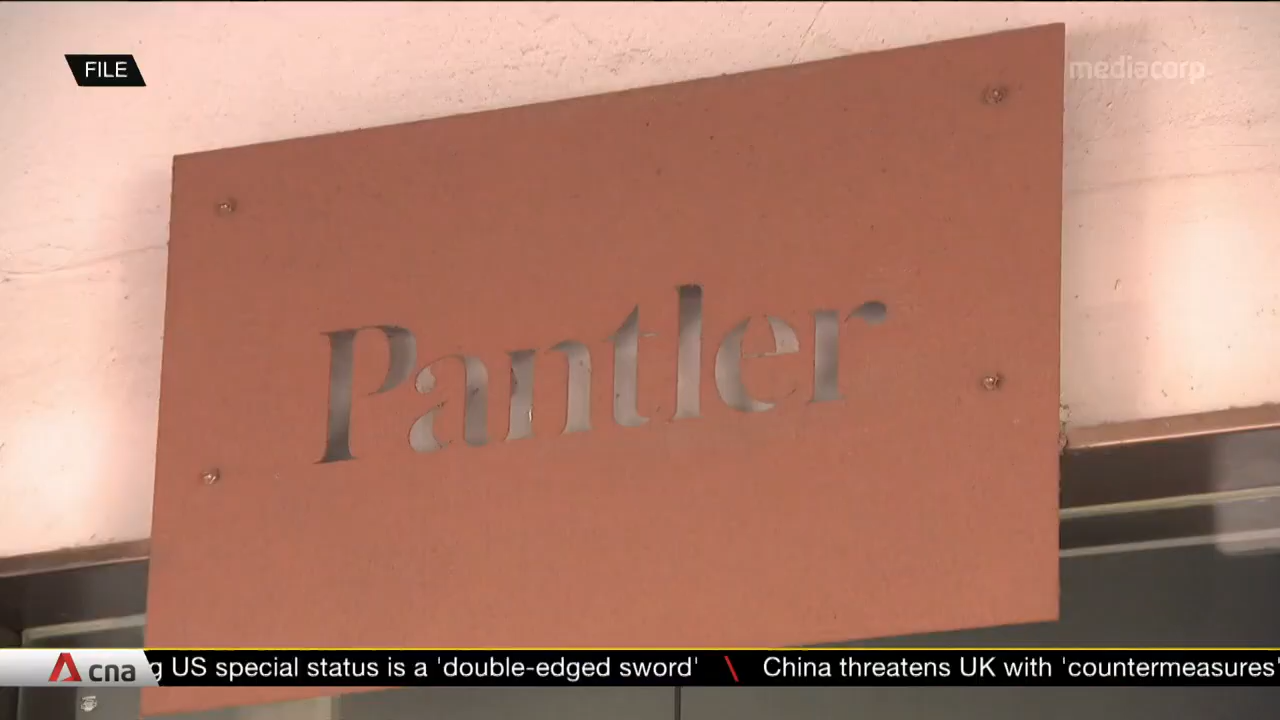 FILE
mediacorp
Pantler
cna
g US special status is a 'double-edged sword' \ China threatens UK with 'countermeasures'